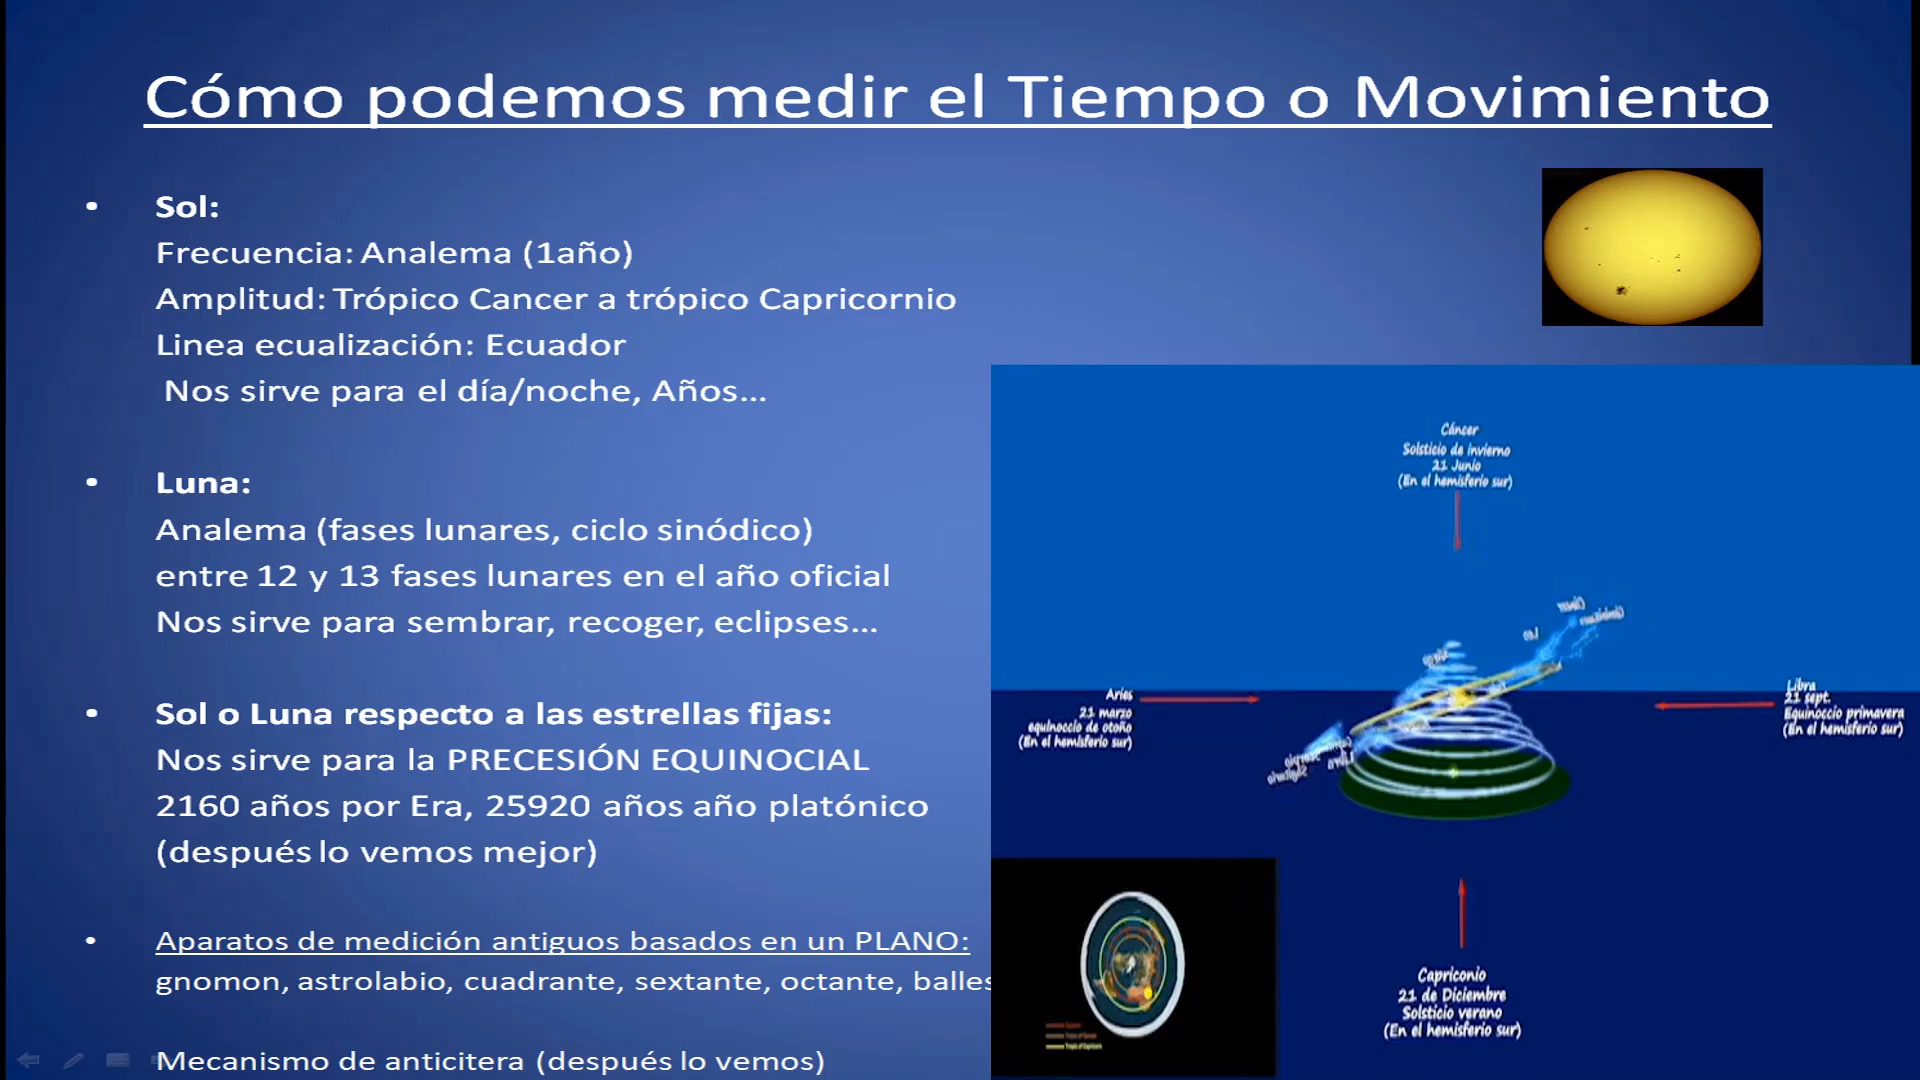 Cómo podemos medir el Tiempo o Movimiento
• Sol:
Frecuencia: Analema (1año)
Amplitud: Trópico Cancer a trópico Capricornio
Linea ecualización: Ecuador
Nos sirve para el día/noche, Años...
• Luna:
Analema (fases lunares, ciclo sinódico)
entre 12 y 13 fases lunares en el año oficial
Nos sirve para sembrar, recoger, eclipses...
• Sol o Luna respecto a las estrellas fijas:
Nos sirve para la PRECESIÓN EQUINOCIAL
2160 años por Era, 25920 años año platónico
(después lo vemos mejor)
• Aparatos de medición antiguos basados en un PLANO:
gnomon, astrolabio, cuadrante, sextante, octante, balles
Mecanismo de anticitera (después lo vemos)
Cáncer
Solsticio de invierno
21 Junio
(En el hemisferio sur)
Aries
21 marzo
equinoccio de otoño
(En el hemisferio sur)
Libra
21 sept.
Equinoccio primavera
(En el hemisferio sur)
Cáncer
Leo
Virgo
Libra
Capriconio
21 de Diciembre
Solsticio verano
(En el hemisferio sur)